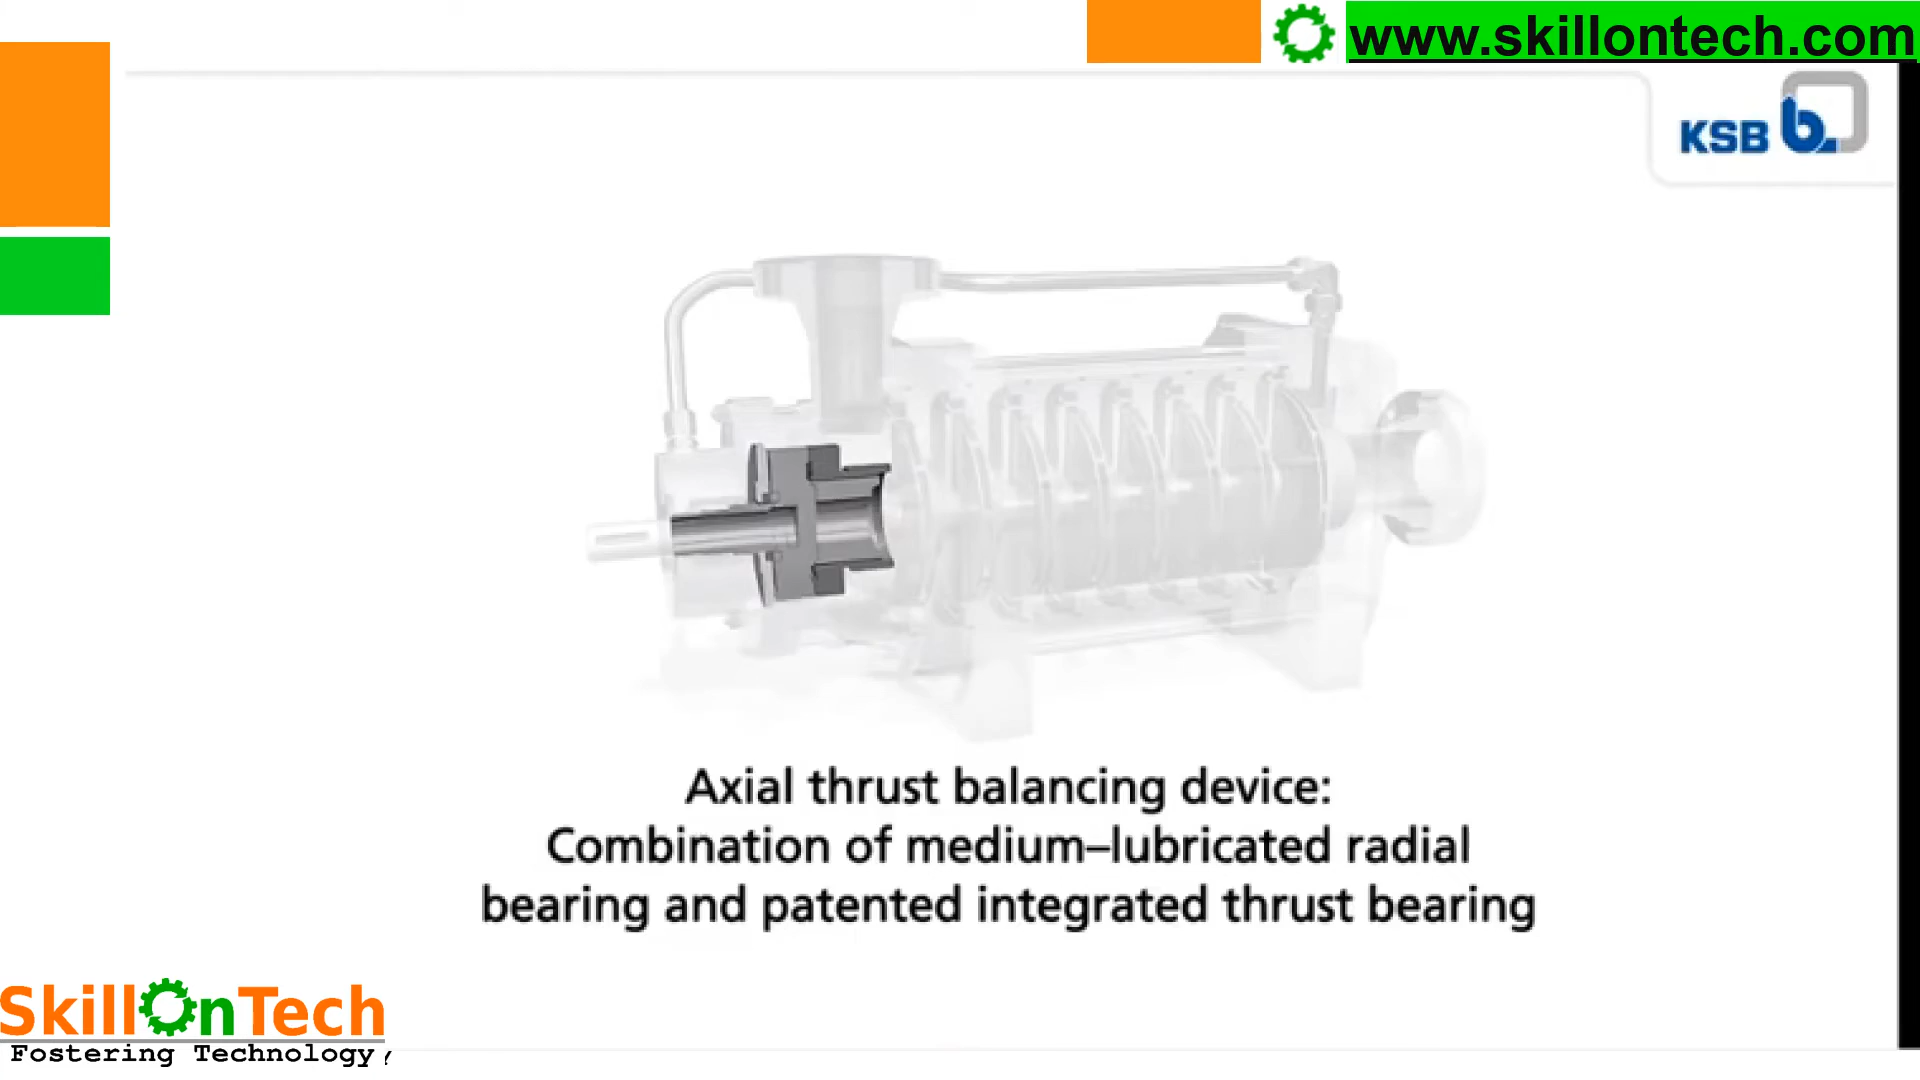 www.skillontech.com
KSB
Axial thrust balancing device:
Combination of medium–lubricated radial
bearing and patented integrated thrust bearing
SkillOnTech
Fostering Technology